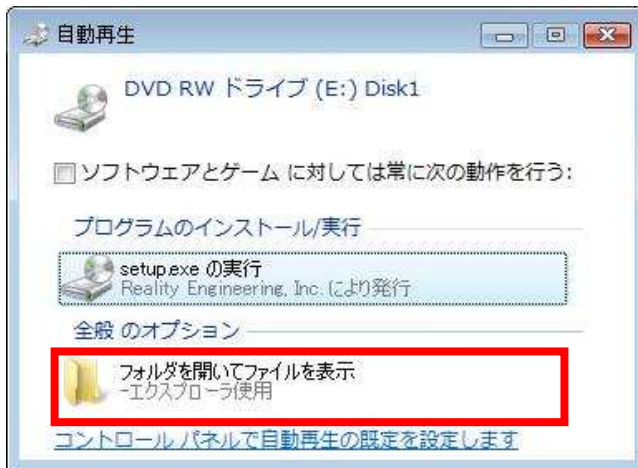 自動再生
DVD RW ドライブ (E:) Disk1
ソフトウェアとゲーム に対しては常に次の動作を行う:
プログラムのインストール/実行
setup.exe の実行
Reality Engineering, Inc. により発行
全般 のオプション
フォルダを開いてファイルを表示
-エクスプローラ使用
コントロール パネルで自動再生の既定を設定します